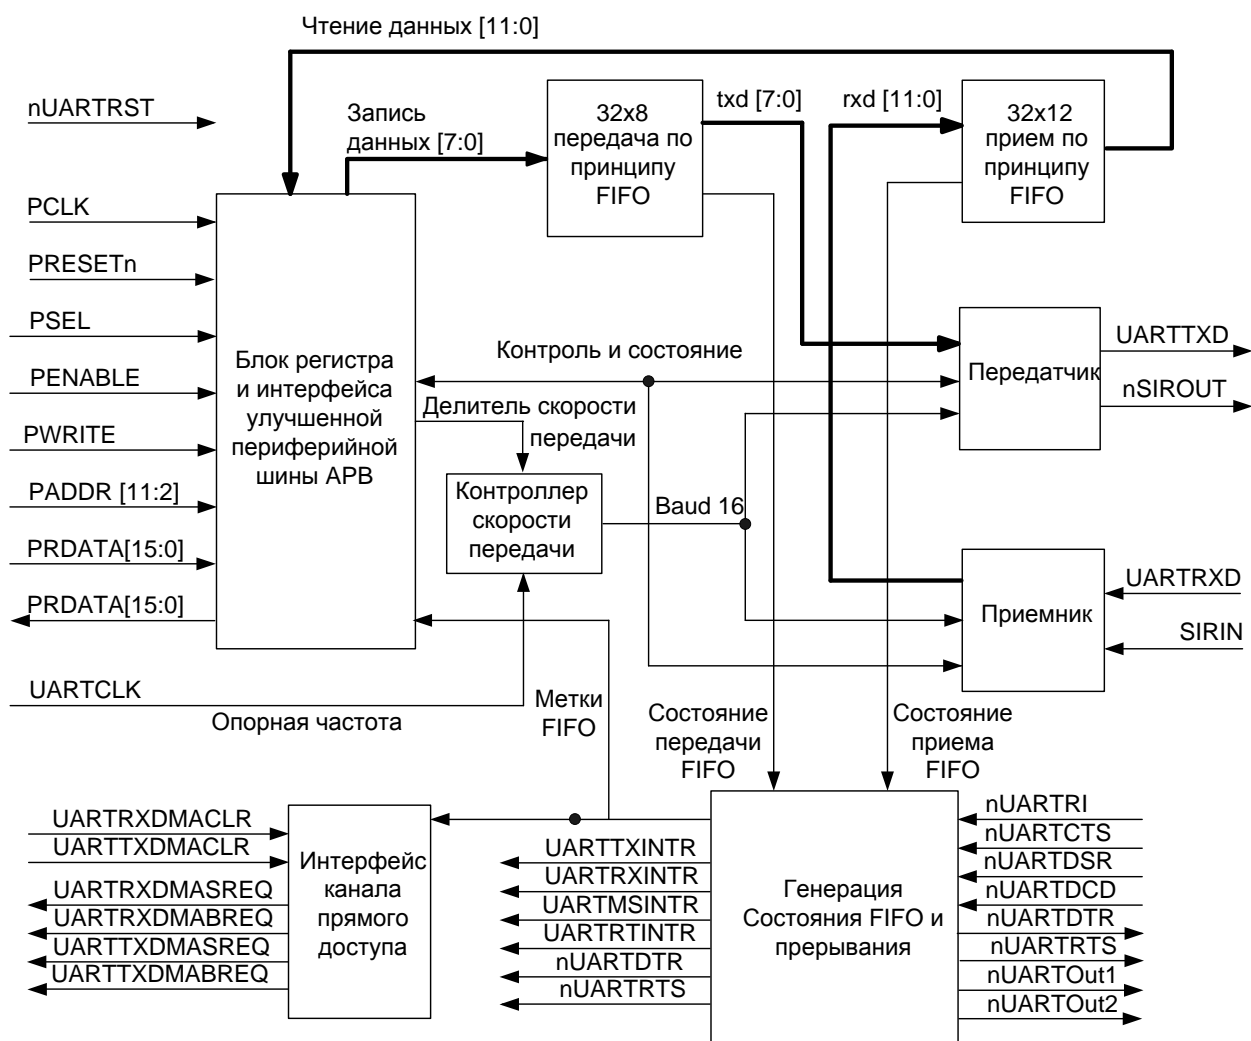 Чтение данных [11:0]
nUARTRST
Запись
данных [7:0]
32x8
передача по
принципу
FIFO
txd [7:0]
rxd [11:0]
32x12
прием по
принципу
FIFO
PCLK
PRESETn
PSEL
PENABLE
PWRITE
PADDR [11:2]
PRDATA[15:0]
PRDATA[15:0]
UARTCLK
Опорная частота
Блок регистра
и интерфейса
улучшенной
периферийной
шины APB
Контроль и состояние
Делитель скорости
передачи
Контроллер
скорости
передачи
Baud 16
Передатчик
UARTTXD
nSIROUT
Приемник
UARTRXD
SIRIN
Метки
FIFO
Состояние
передачи
FIFO
Состояние
приема
FIFO
UARTRXDMACLR
UARTTXDMACLR
UARTRXDMASREQ
UARTRXDMABREQ
UARTTXDMASREQ
UARTTXDMABREQ
Интерфейс
канала
прямого
доступа
UARTTXINTR
UARTRXINTR
UARTMSINTR
UARTRTINTR
nUARTDTR
nUARTRTS
Генерация
Состояния FIFO и
прерывания
nUARTRI
nUARTCTS
nUARTDSR
nUARTDCD
nUARTDTR
nUARTRTS
nUARTOut1
nUARTOut2